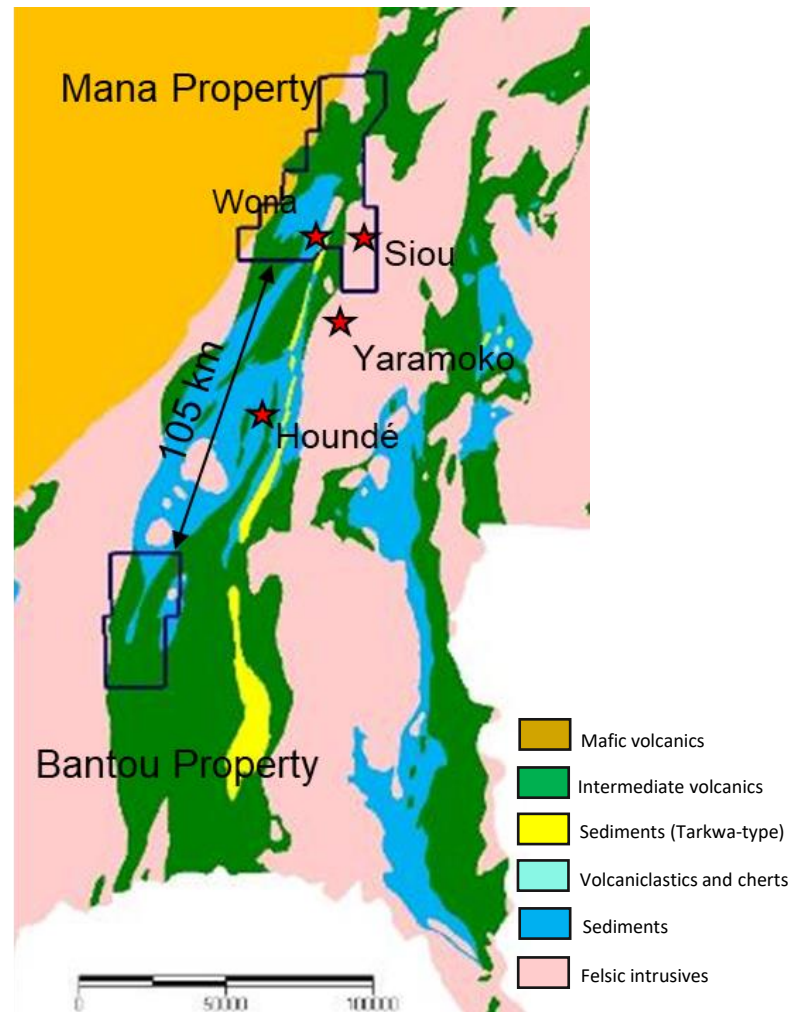 Mana Property
Wona
Siou
Yaramoko
105 km
Houndé
Bantou Property
Mafic volcanics
Intermediate volcanics
Sediments (Tarkwa-type)
Volcaniclastics and cherts
Sediments
Felsic intrusives
0 50000 100000